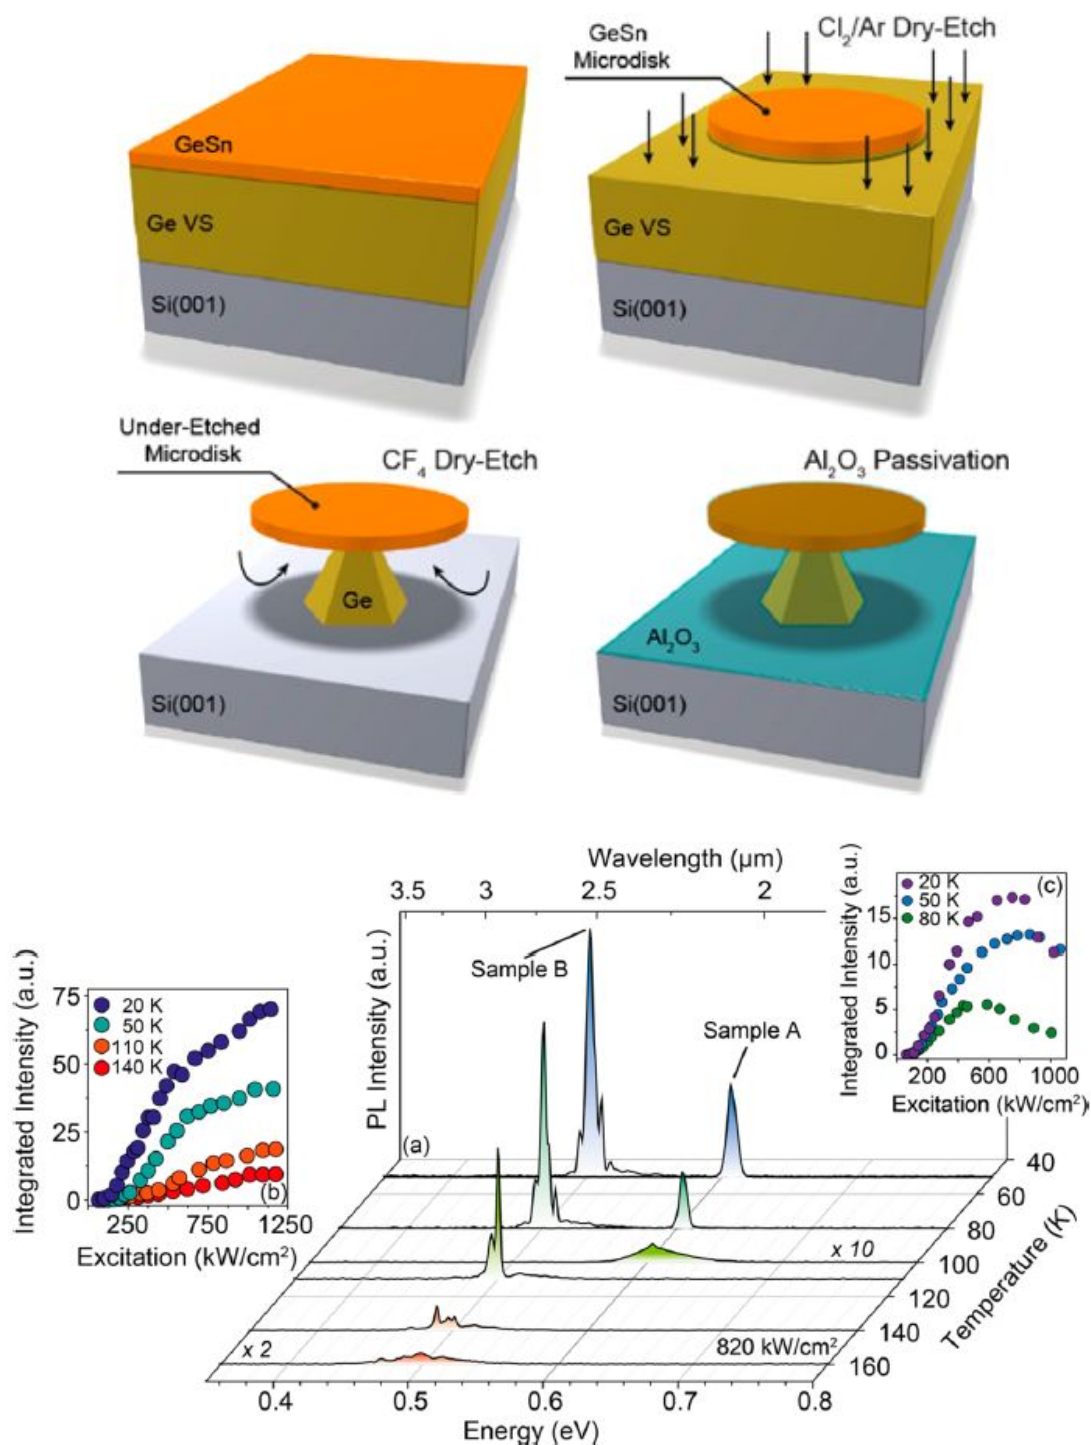 GeSn
Ge VS
Si(001)
GeSn
Microdisk
Cl₂/Ar Dry-Etch
Ge VS
Si(001)
Under-Etched
Microdisk
CF₄ Dry-Etch
Ge
Si(001)
Al₂O₃ Passivation
Al₂O₃
Si(001)
Integrated Intensity (a.u.)
75
50
25
0
20 K
50 K
110 K
140 K
(b)
250 750 1250
Excitation (kW/cm²)
Wavelength (μm)
3.5 3 2.5 2
PL Intensity (a.u.)
Sample B
Sample A
(a)
Integrated Intensity (a.u.)
15
10
5
0
20 K
50 K
80 K
(c)
200 600 1000
Excitation (kW/cm²)
40
60
80
100
120
140
160
Temperature (K)
x 10
x 2
820 kW/cm²
0.4 0.5 0.6 0.7 0.8
Energy (eV)